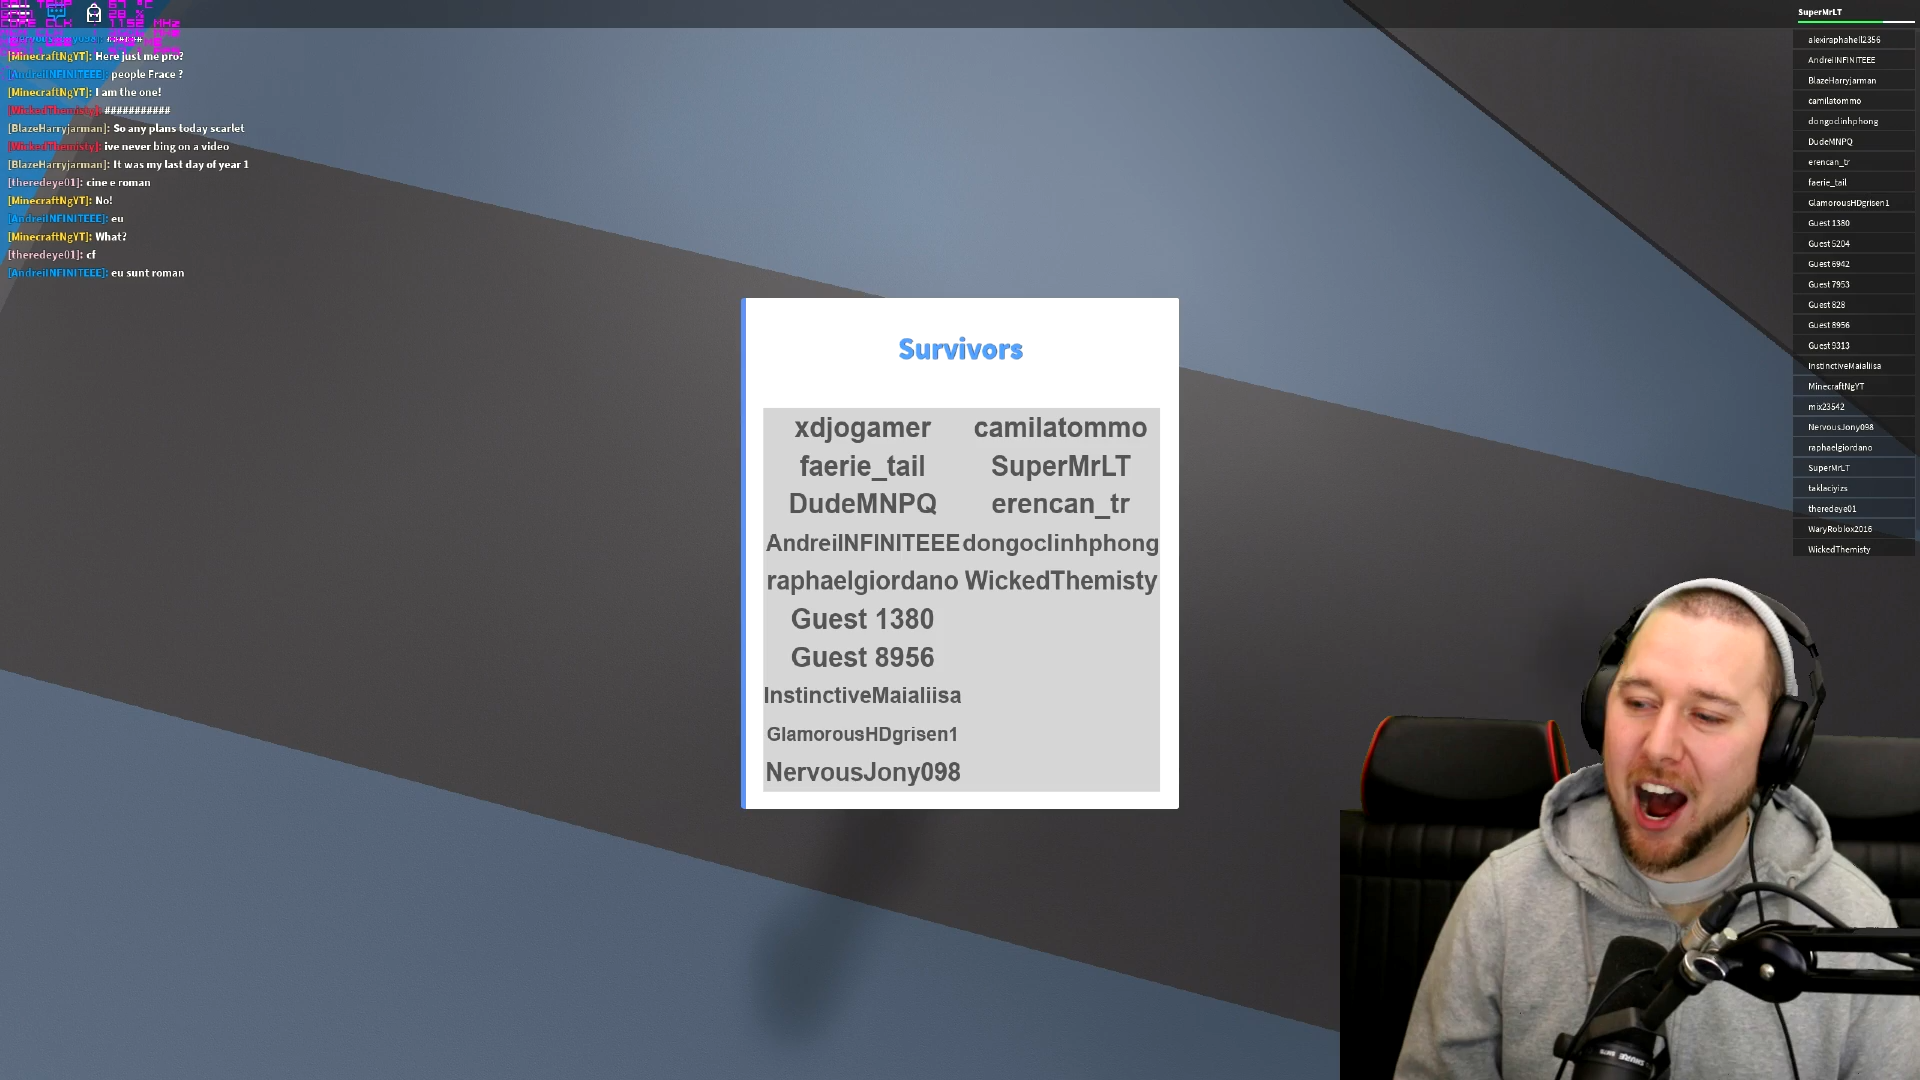 [MinecraftNgYT]: Here just me pro?
[AndreiINFINITEEE]: people Frace ?
[MinecraftNgYT]: I am the one!
[WickedThemisty]: ###########
[BlazeHarryjarman]: So any plans today scarlet
[WickedThemisty]: ive never bing on a video
[BlazeHarryjarman]: It was my last day of year 1
[theredeye01]: cine e roman
[MinecraftNgYT]: No!
[AndreiINFINITEEE]: eu
[MinecraftNgYT]: What?
[theredeye01]: cf
[AndreiINFINITEEE]: eu sunt roman
Survivors
xdjogamer camilatommo
faerie_tail SuperMrLT
DudeMNPQ erencan_tr
AndreiINFINITEEE dongoclinhphong
raphaelgiordano WickedThemisty
Guest 1380
Guest 8956
InstinctiveMaialiisa
GlamorousHDgrisen1
NervousJony098
SuperMrLT
alexiraphahell2356
AndreiINFINITEEE
BlazeHarryjarman
camilatommo
dongoclinhphong
DudeMNPQ
erencan_tr
faerie_tail
GlamorousHDgrisen1
Guest 1380
Guest 5204
Guest 6942
Guest 7953
Guest 828
Guest 8956
Guest 9313
InstinctiveMaialiisa
MinecraftNgYT
mix23542
NervousJony098
raphaelgiordano
SuperMrLT
taklaciyizs
theredeye01
WaryRoblox2016
WickedThemisty